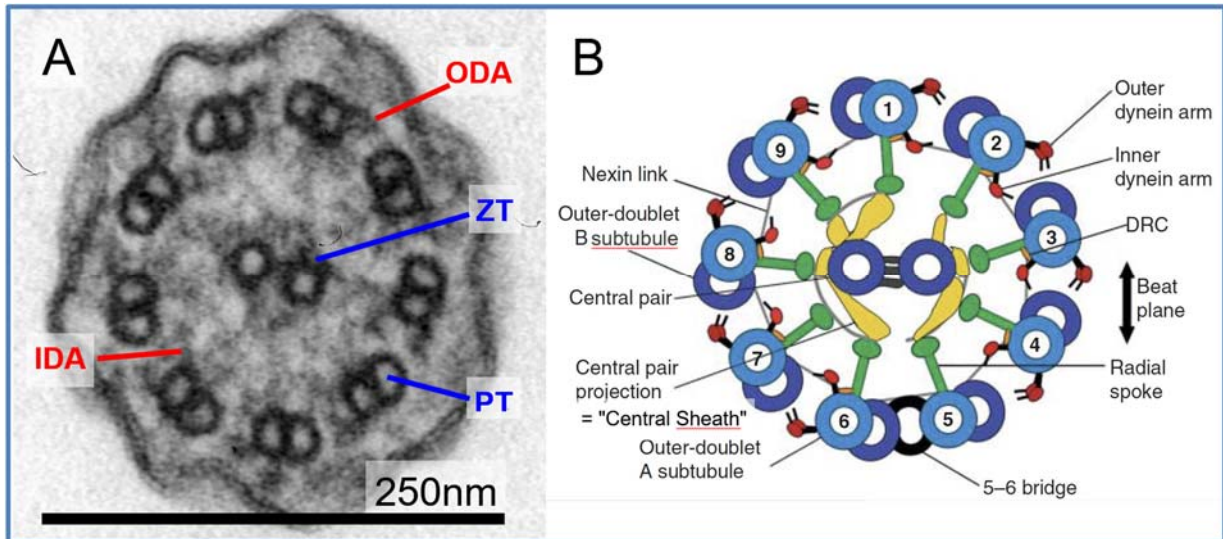 A
ODA
ZT
IDA
PT
250nm
B
1
2
3
4
5
6
7
8
9
Outer
dynein arm
Inner
dynein arm
DRC
Beat
plane
Radial
spoke
5–6 bridge
Nexin link
Outer-doublet
B subtubule
Central pair
Central pair
projection
= "Central Sheath"
Outer-doublet
A subtubule